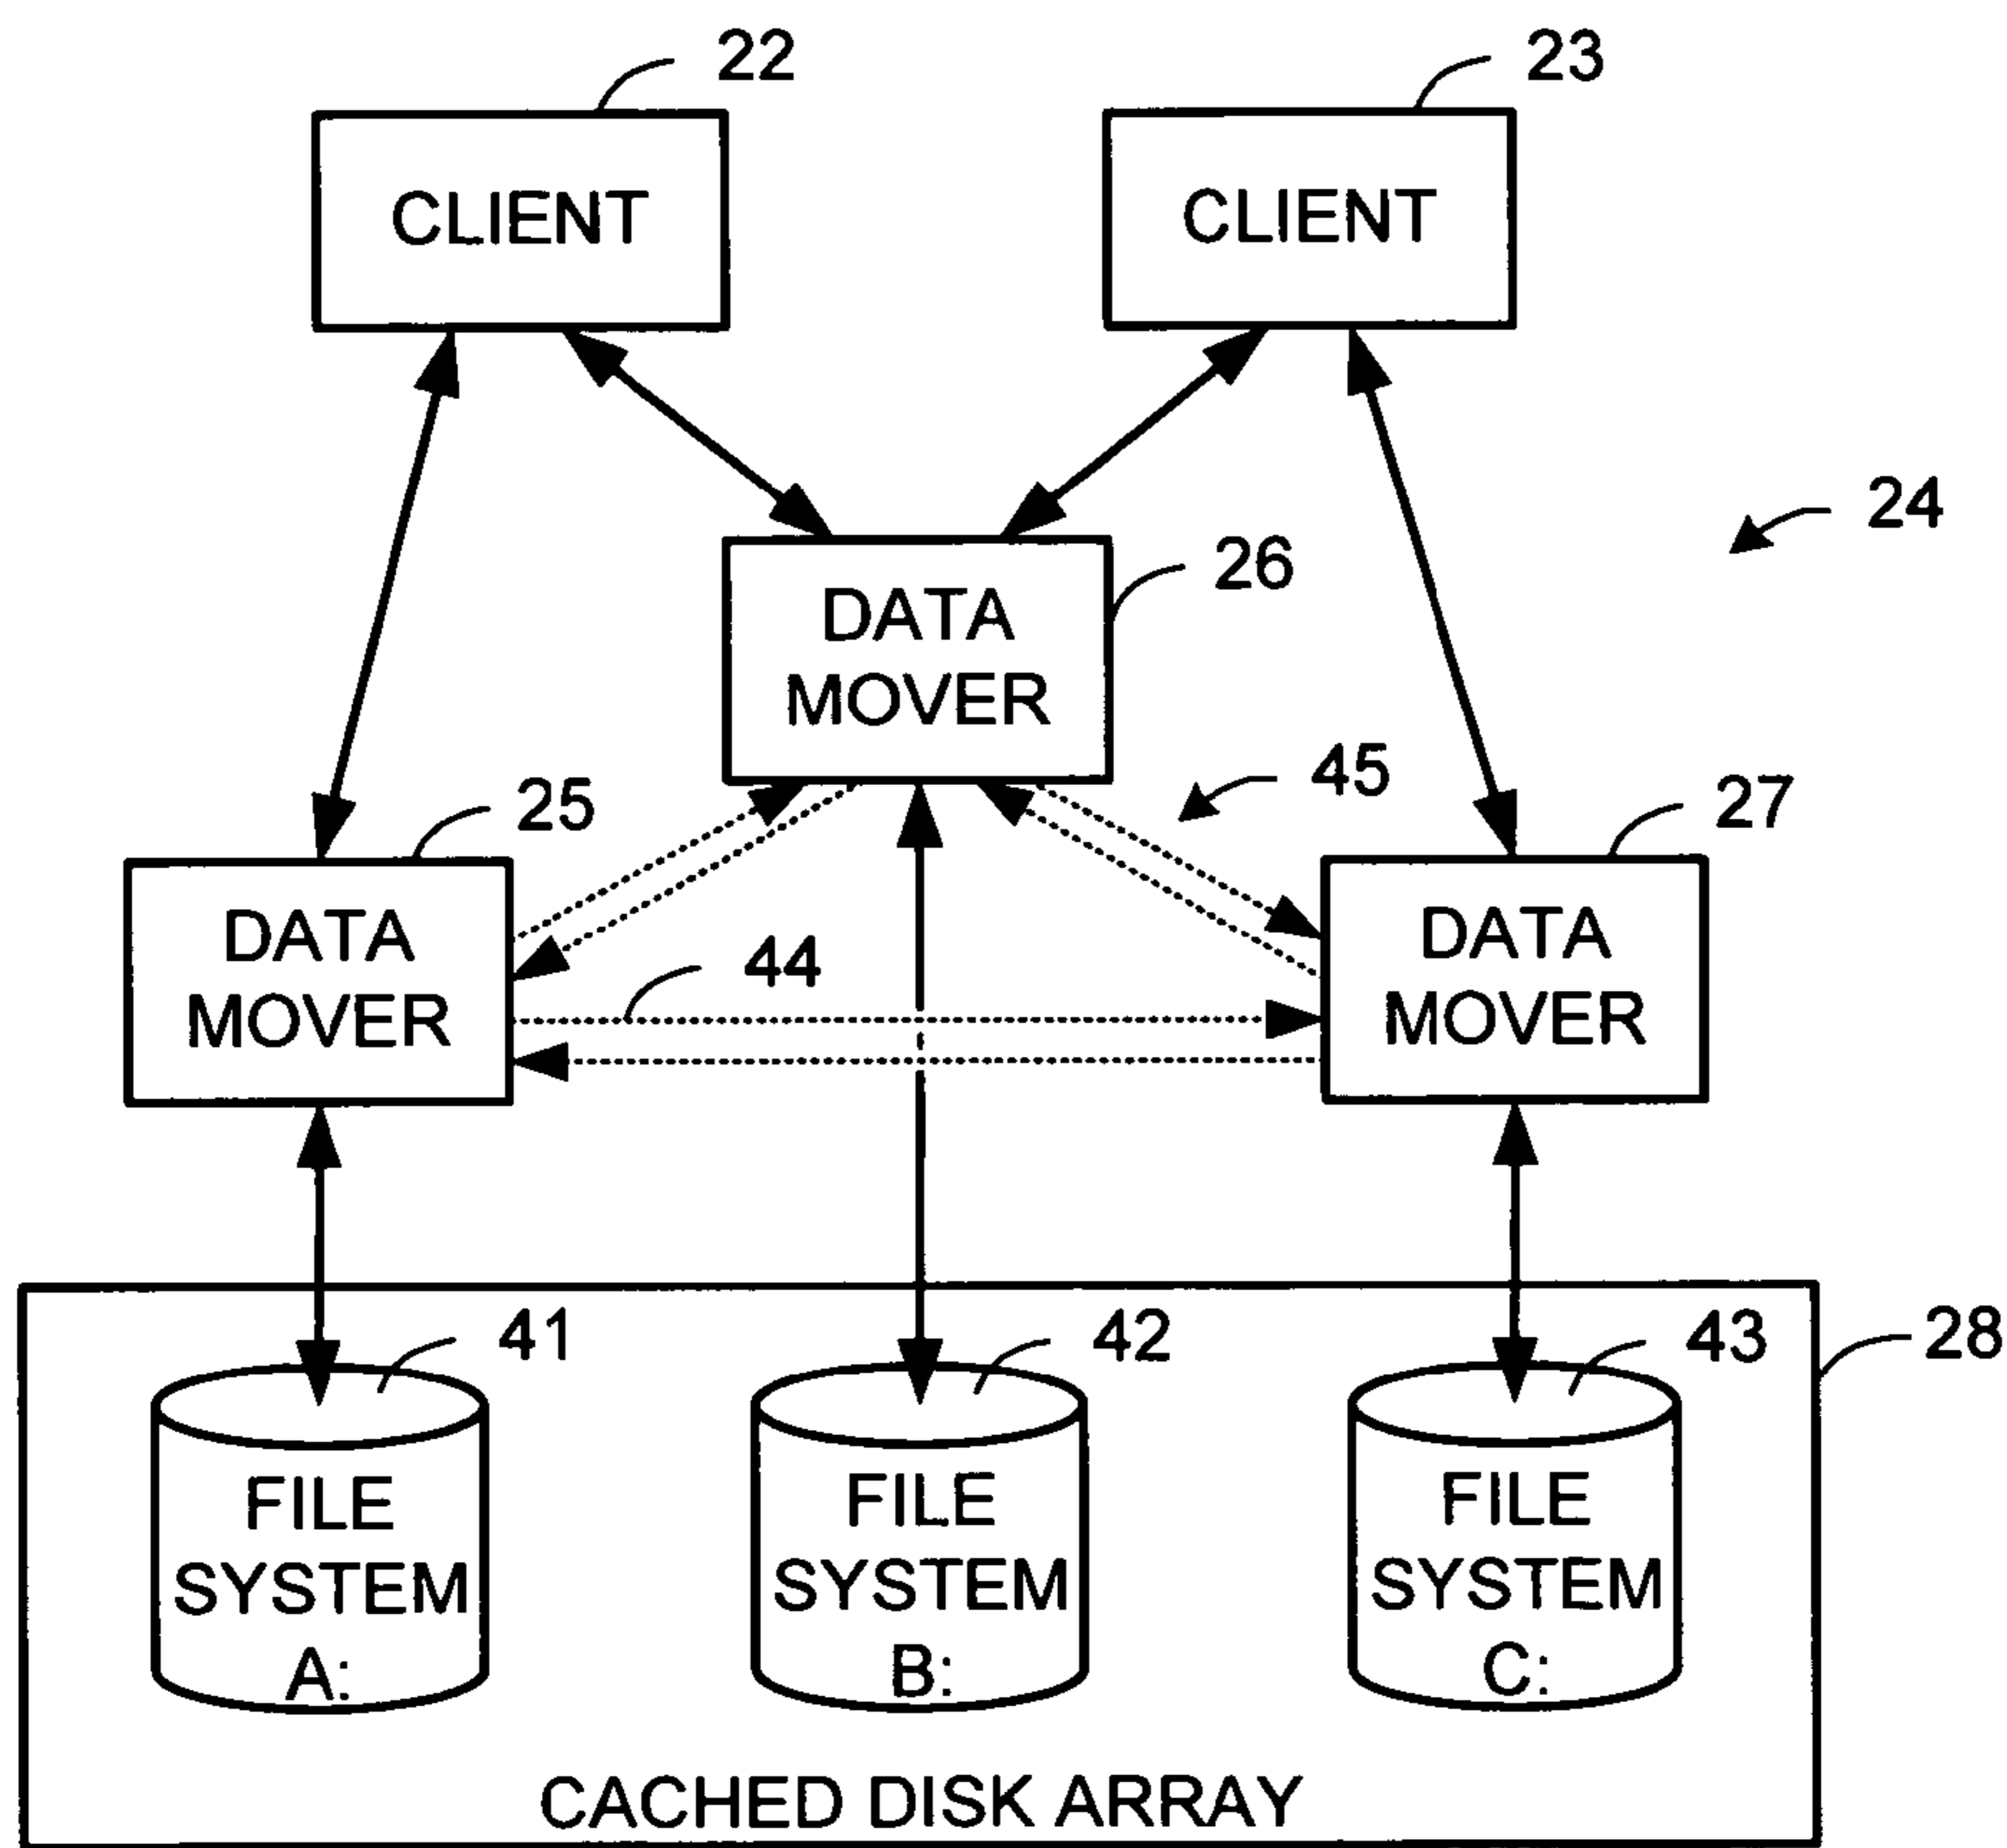 22
23
CLIENT
CLIENT
24
26
DATA
MOVER
45
25
27
DATA
MOVER
44
DATA
MOVER
41
42
43
28
FILE
SYSTEM
A:
FILE
SYSTEM
B:
FILE
SYSTEM
C:
CACHED DISK ARRAY